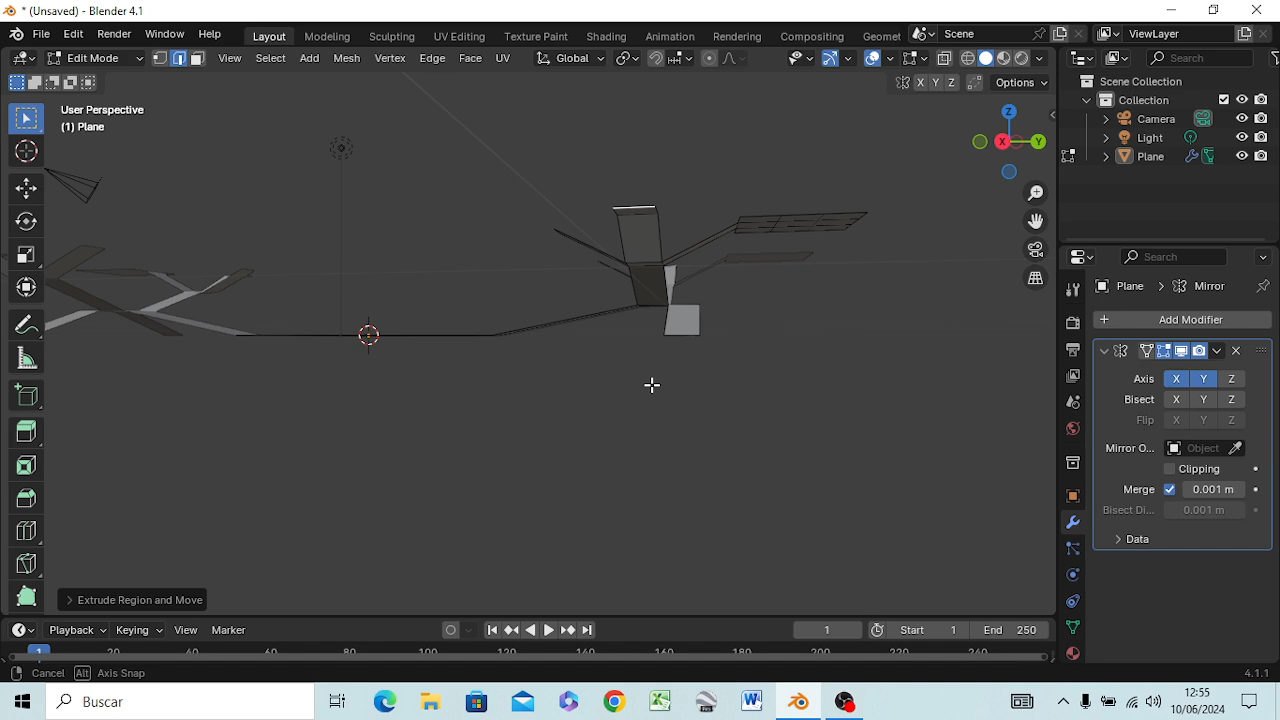 * (Unsaved) - Blender 4.1
File Edit Render Window Help Layout Modeling Sculpting UV Editing Texture Paint Shading Animation Rendering Compositing Geomet Scene ViewLayer
Edit Mode View Select Add Mesh Vertex Edge Face UV Global Search
X Y Z Options
Scene Collection
Collection
Camera
Light
Plane
User Perspective
(1) Plane
Z
X Y
Search
Plane > Mirror
+ Add Modifier
Axis X Y Z
Bisect X Y Z
Flip X Y Z
Mirror O... Object
Clipping
Merge 0.001 m
Bisect Di... 0.001 m
Data
> Extrude Region and Move
Playback Keying View Marker 1 Start 1 End 250
1 20 40 60 80 100 120 140 160 180 200 220 240
Cancel Alt Axis Snap 4.1.1
Buscar
12:55
10/06/2024